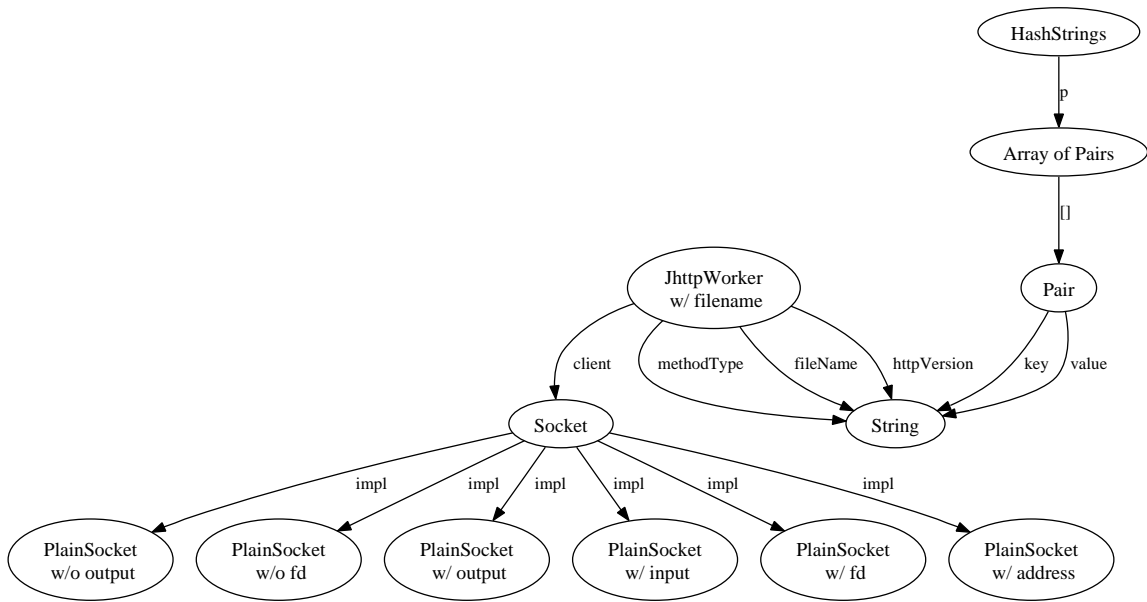 HashStrings
p
Array of Pairs
[]
JhttpWorker
w/ filename
Pair
client
methodType
fileName
httpVersion
key
value
Socket
String
impl
impl
impl
impl
impl
impl
PlainSocket
w/o output
PlainSocket
w/o fd
PlainSocket
w/ output
PlainSocket
w/ input
PlainSocket
w/ fd
PlainSocket
w/ address